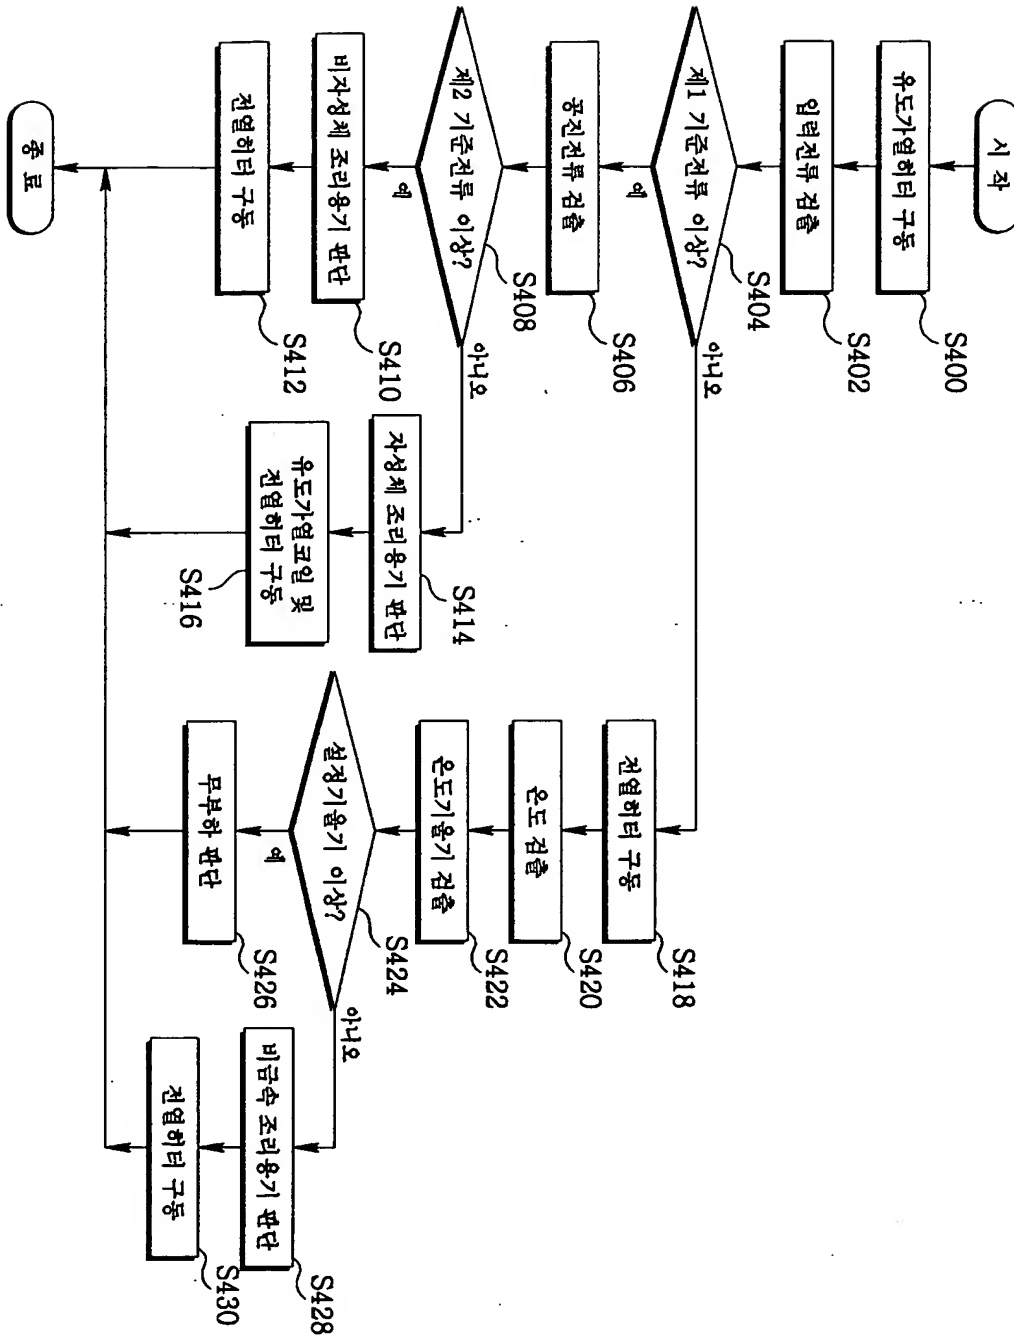 시 작
유도가열히터 구동
S400
입력전류 검출
S402
제1 기준전류 이상?
S404
예
아니오
공진전류 검출
S406
제2 기준전류 이상?
S408
예
아니오
비자성체 조리용기 판단
S410
전열히터 구동
S412
자성체 조리용기 판단
S414
유도가열코일 및
전열히터 구동
S416
전열히터 구동
S418
온도 검출
S420
온도기울기 검출
S422
설정기울기 이상?
S424
예
아니오
무부하 판단
S426
비금속 조리용기 판단
S428
전열히터 구동
S430
종 료